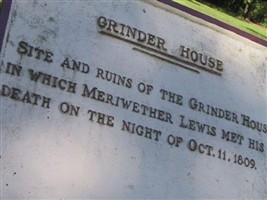 GRINDER HOUSE
SITE AND RUINS OF THE GRINDER HOUSE
IN WHICH MERIWETHER LEWIS MET HIS
DEATH ON THE NIGHT OF OCT. 11, 1809.